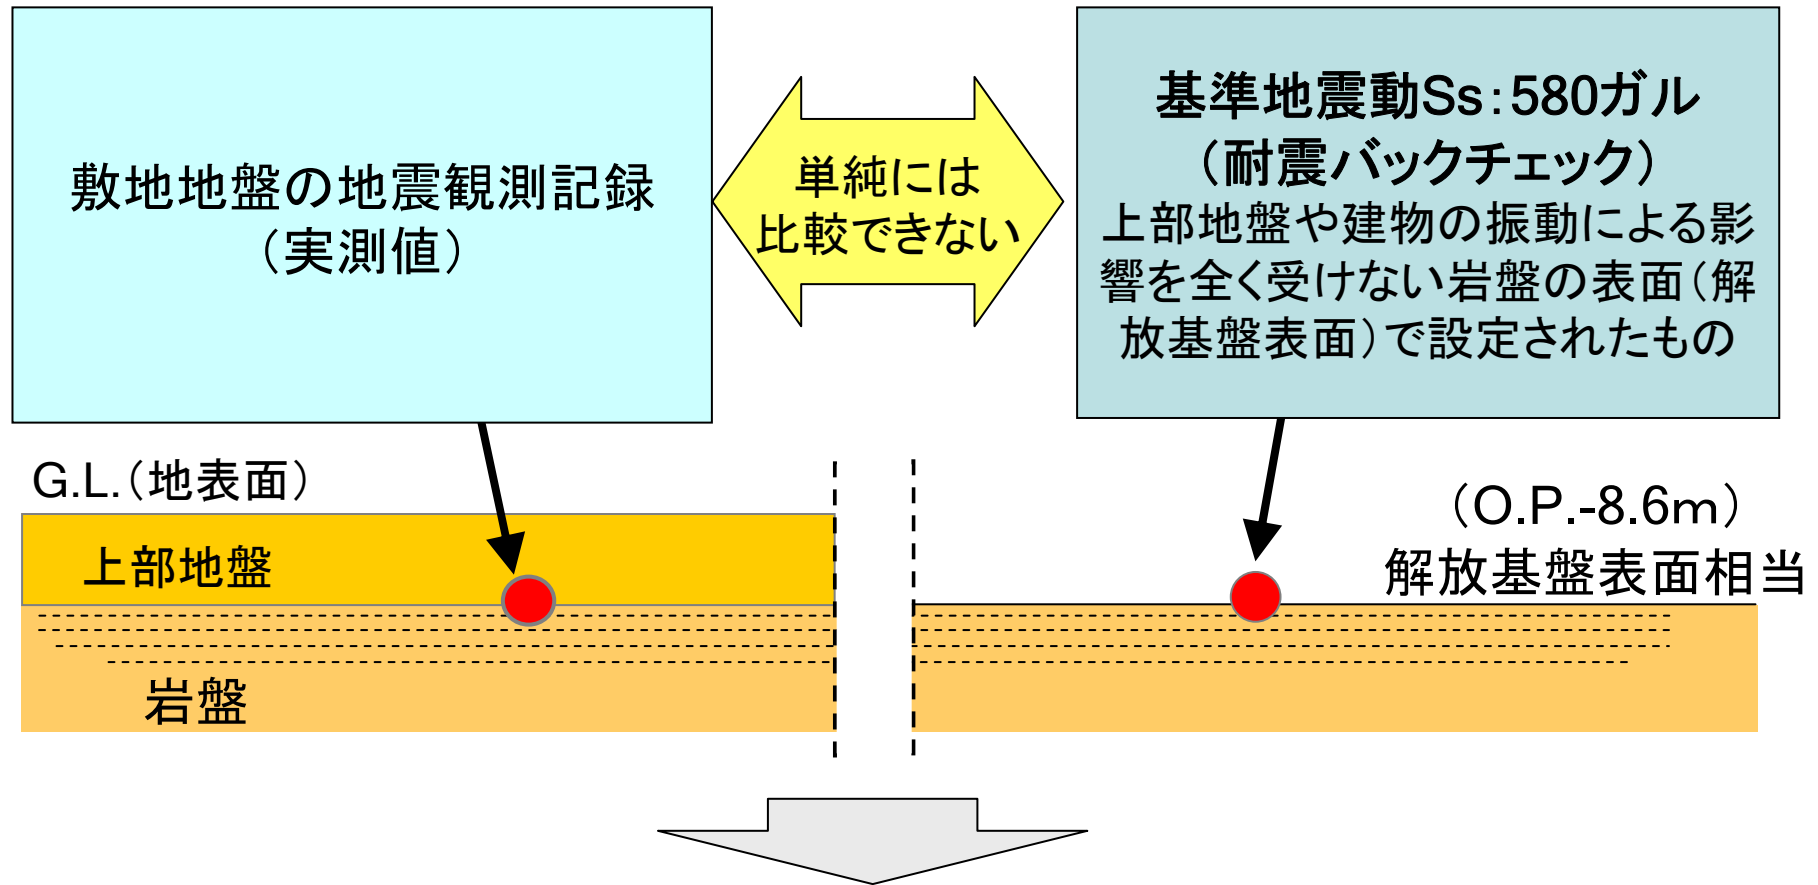 敷地地盤の地震観測記録
（実測値）
単純には
比較できない
基準地震動Ss：580ガル
（耐震バックチェック）
上部地盤や建物の振動による影
響を全く受けない岩盤の表面（解
放基盤表面）で設定されたもの
G.L.（地表面）
上部地盤
岩盤
（O.P.-8.6m）
解放基盤表面相当